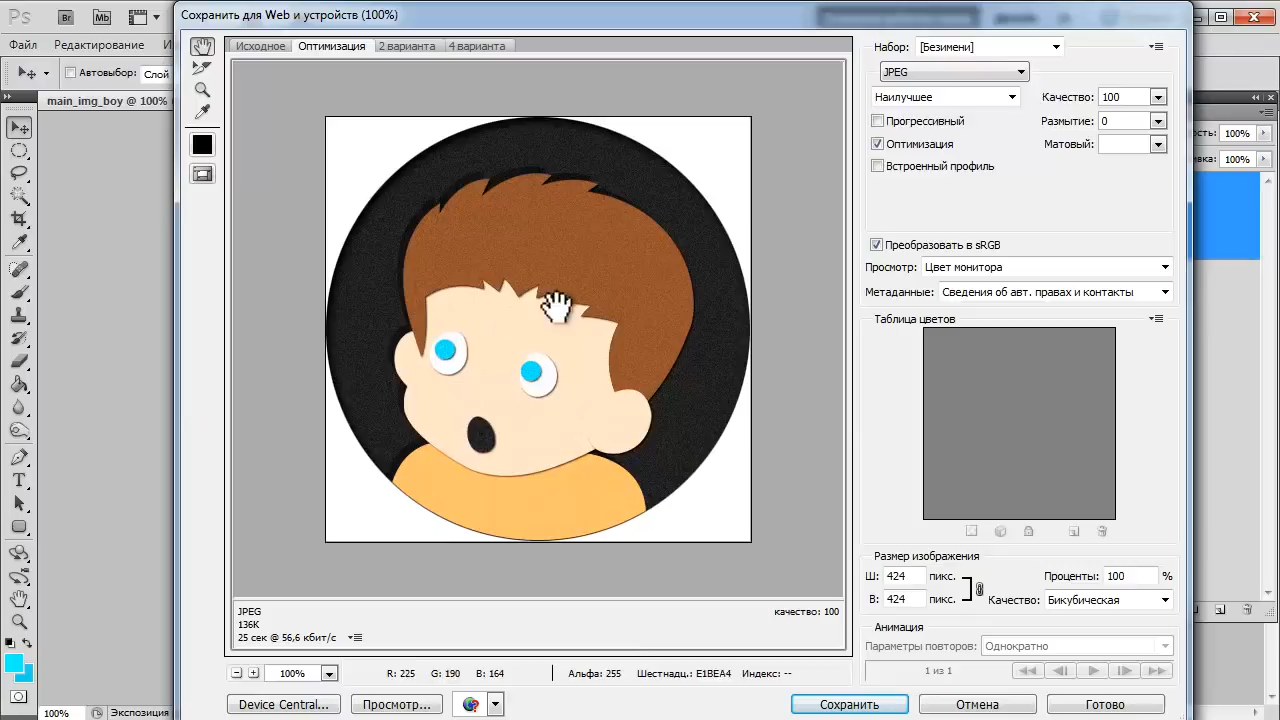 Сохранить для Web и устройств (100%)
Ps
Br
Mb
Файл
Редактирование
И
Автовыбор:
Слой
main_img_boy @ 100%
Исходное
Оптимизация
2 варианта
4 варианта
Набор:
[Безимени]
JPEG
Наилучшее
Качество:
100
Прогрессивный
Размытие:
0
Оптимизация
Матовый:
Встроенный профиль
Преобразовать в sRGB
Просмотр:
Цвет монитора
Метаданные:
Сведения об авт. правах и контакты
Таблица цветов
ость:
100%
ивка:
100%
Размер изображения
Ш:
424
пикс.
Проценты:
100
%
В:
424
пикс.
Качество:
Бикубическая
Анимация
Параметры повторов:
Однократно
1 из 1
JPEG
136K
25 сек @ 56,6 кбит/с
качество: 100
100%
R: 225
G: 190
B: 164
Альфа: 255
Шестнадц.: E1BEA4
Индекс: --
Device Central...
Просмотр...
Сохранить
Отмена
Готово
100%
Экспозиция